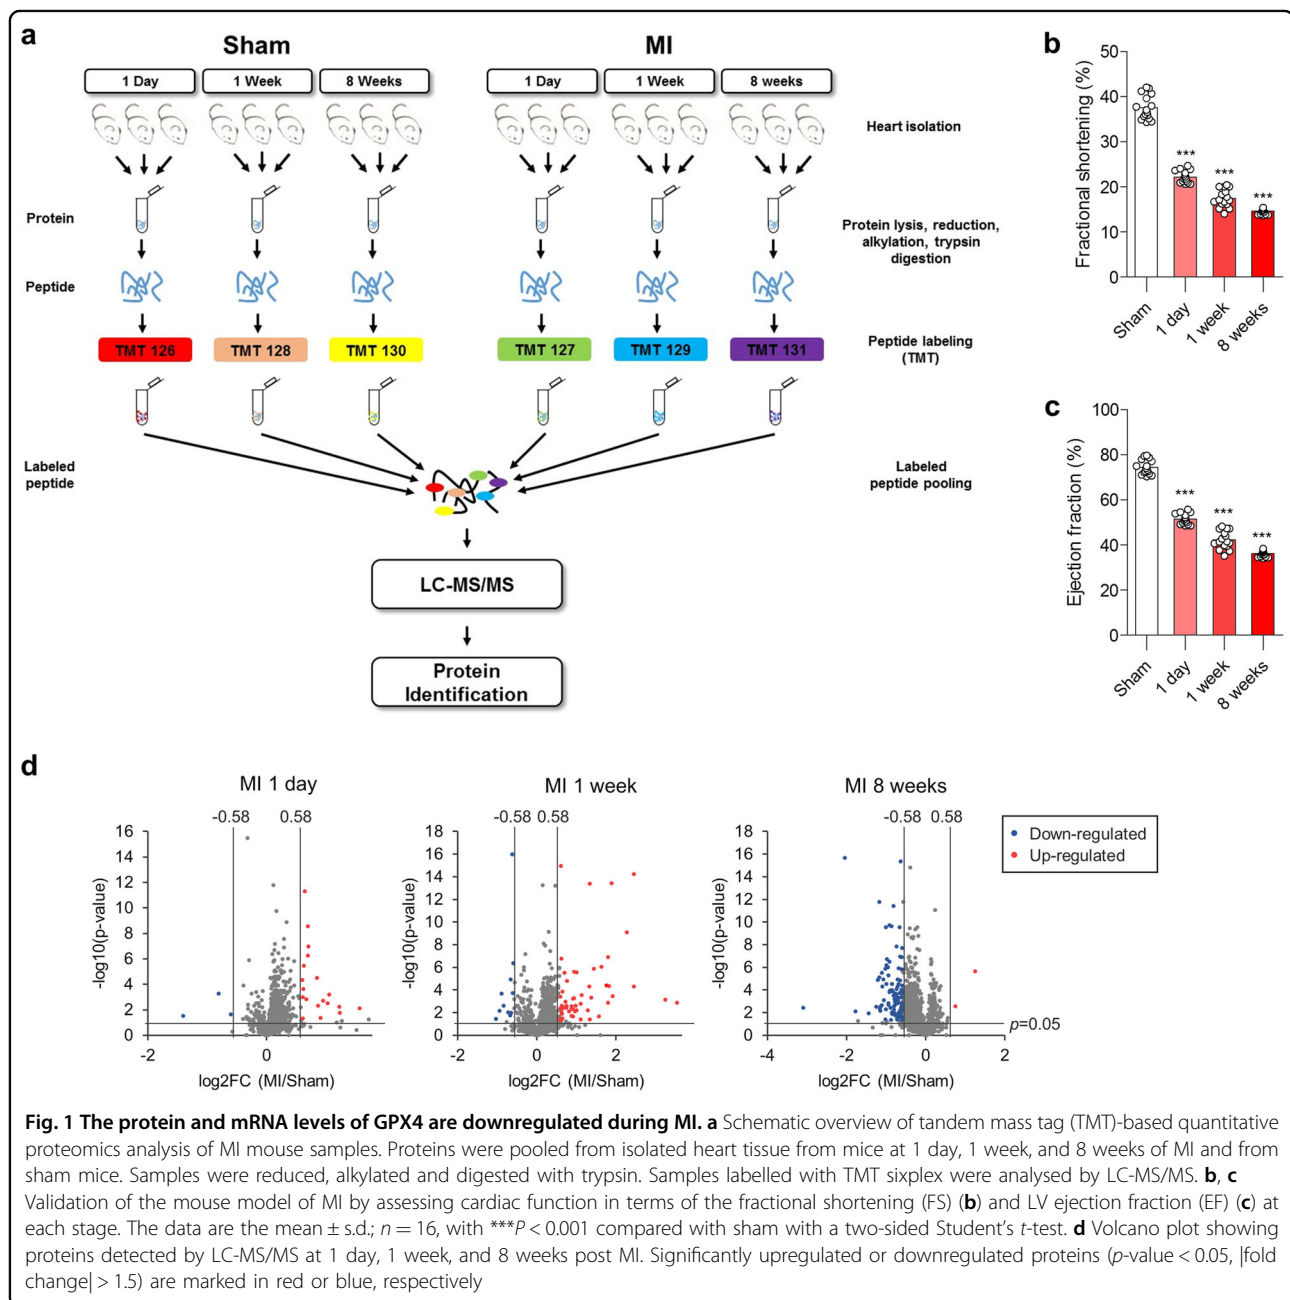 a
Sham
MI
1 Day
1 Week
8 Weeks
1 Day
1 Week
8 weeks
Heart isolation
Protein
Protein lysis, reduction,
alkylation, trypsin
digestion
Peptide
TMT 126
TMT 128
TMT 130
TMT 127
TMT 129
TMT 131
Peptide labeling
(TMT)
Labeled
peptide
Labeled
peptide pooling
LC-MS/MS
Protein
Identification
b
Fractional shortening (%)
50
40
30
20
10
0
***
***
***
Sham
1 day
1 week
8 weeks
c
Ejection fraction (%)
100
80
60
40
20
0
***
***
***
Sham
1 day
1 week
8 weeks
d
MI 1 day
-0.58
0.58
-log10(p-value)
16
14
12
10
8
6
4
2
0
-2
0
log2FC (MI/Sham)
MI 1 week
-0.58
0.58
-log10(p-value)
18
16
14
12
10
8
6
4
2
0
-2
0
2
log2FC (MI/Sham)
MI 8 weeks
-0.58
0.58
-log10(p-value)
18
16
14
12
10
8
6
4
2
0
-4
-2
0
2
log2FC (MI/Sham)
p=0.05
Down-regulated
Up-regulated
Fig. 1 The protein and mRNA levels of GPX4 are downregulated during MI. a Schematic overview of tandem mass tag (TMT)-based quantitative
proteomics analysis of MI mouse samples. Proteins were pooled from isolated heart tissue from mice at 1 day, 1 week, and 8 weeks of MI and from
sham mice. Samples were reduced, alkylated and digested with trypsin. Samples labelled with TMT sixplex were analysed by LC-MS/MS. b, c
Validation of the mouse model of MI by assessing cardiac function in terms of the fractional shortening (FS) (b) and LV ejection fraction (EF) (c) at
each stage. The data are the mean ± s.d.; n = 16, with ***P < 0.001 compared with sham with a two-sided Student's t-test. d Volcano plot showing
proteins detected by LC-MS/MS at 1 day, 1 week, and 8 weeks post MI. Significantly upregulated or downregulated proteins (p-value < 0.05, |fold
change| > 1.5) are marked in red or blue, respectively